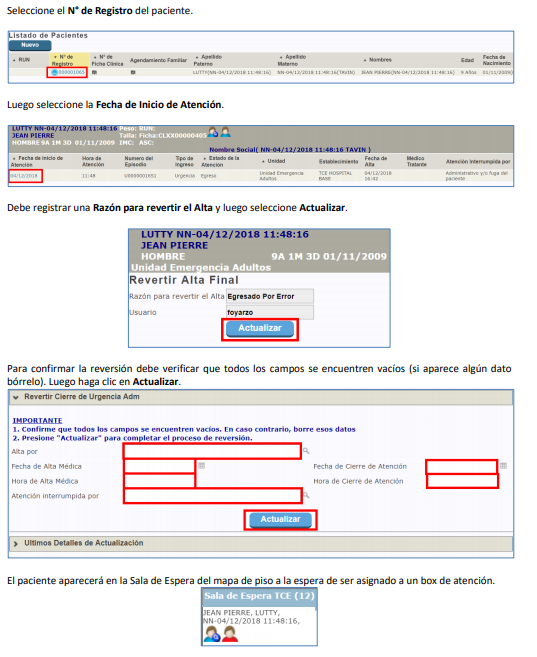 Seleccione el N° de Registro del paciente.
Listado de Pacientes
Nuevo
RUN N° de Registro N° de Ficha Clínica Agendamiento Familiar Apellido Paterno Apellido Materno Nombres Edad Fecha de Nacimiento
LUTTY(NN-04/12/2018 11:48:16) NN-04/12/2018 11:48:16(TAVIN) JEAN PIERRE(NN-04/12/2018 11:48:16) 9 Años
Luego seleccione la Fecha de Inicio de Atención.
LUTTY NN-04/12/2018 11:48:16 Peso: RUN:
JEAN PIERRE Talla: Ficha:
HOMBRE 9A 1M 3D 01/11/2009 IMC: ASC:
Nombre Social( NN-04/12/2018 11:48:16 TAVIN )
Fecha de inicio de Atención Hora de Atención Numero del Episodio Tipo de Ingreso Estado de la Atención Unidad Establecimiento Fecha de Alta Médico Tratante Atención Interrumpida por
04/12/2018 11:48 U0000001651 Urgencia Egreso Unidad Emergencia Adultos TCE HOSPITAL BASE 04/12/2018 16:42 Administrativo y/o fuga del paciente
Debe registrar una Razón para revertir el Alta y luego seleccione Actualizar.
LUTTY NN-04/12/2018 11:48:16
JEAN PIERRE
HOMBRE 9A 1M 3D 01/11/2009
Unidad Emergencia Adultos
Revertir Alta Final
Razón para revertir el Alta Egresado Por Error
Usuario foyarzo
Actualizar
Para confirmar la reversión debe verificar que todos los campos se encuentren vacíos (si aparece algún dato
bórrelo). Luego haga clic en Actualizar.
Revertir Cierre de Urgencia Adm
IMPORTANTE
1. Confirme que todos los campos se encuentren vacíos. En caso contrario, borre esos datos
2. Presione "Actualizar" para completar el proceso de reversión.
Alta por
Fecha de Alta Médica Fecha de Cierre de Atención
Hora de Alta Médica Hora de Cierre de Atención
Atención interrumpida por
Actualizar
Ultimos Detalles de Actualización
El paciente aparecerá en la Sala de Espera del mapa de piso a la espera de ser asignado a un box de atención.
Sala de Espera TCE (12)
JEAN PIERRE, LUTTY,
NN-04/12/2018 11:48:16,